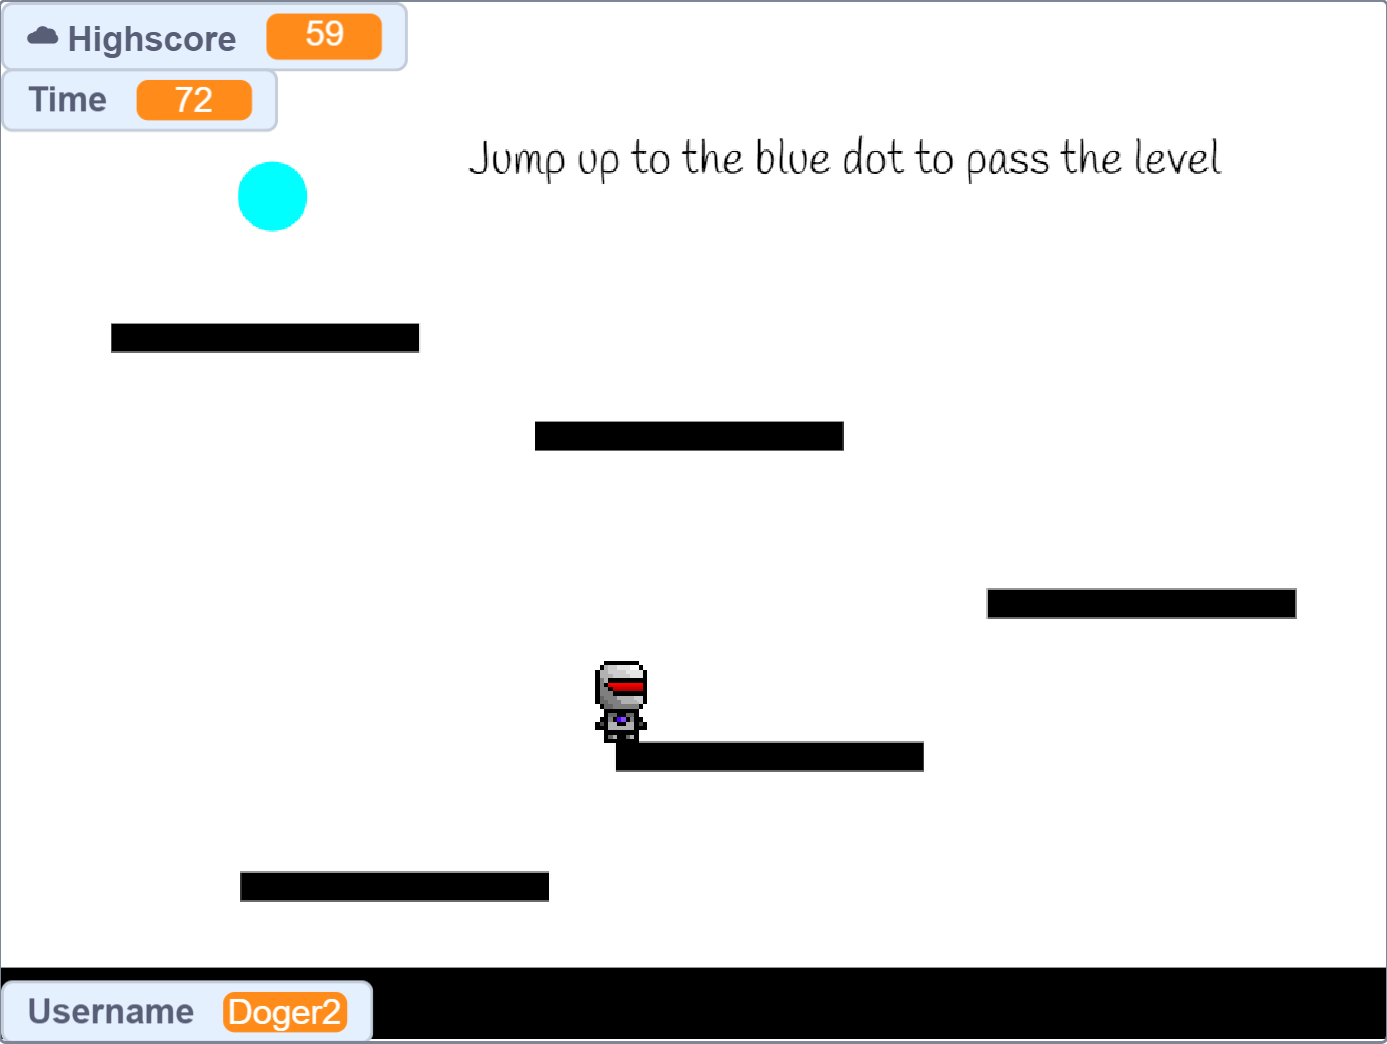 Highscore 59
Time 72
Jump up to the blue dot to pass the level
Username Doger2